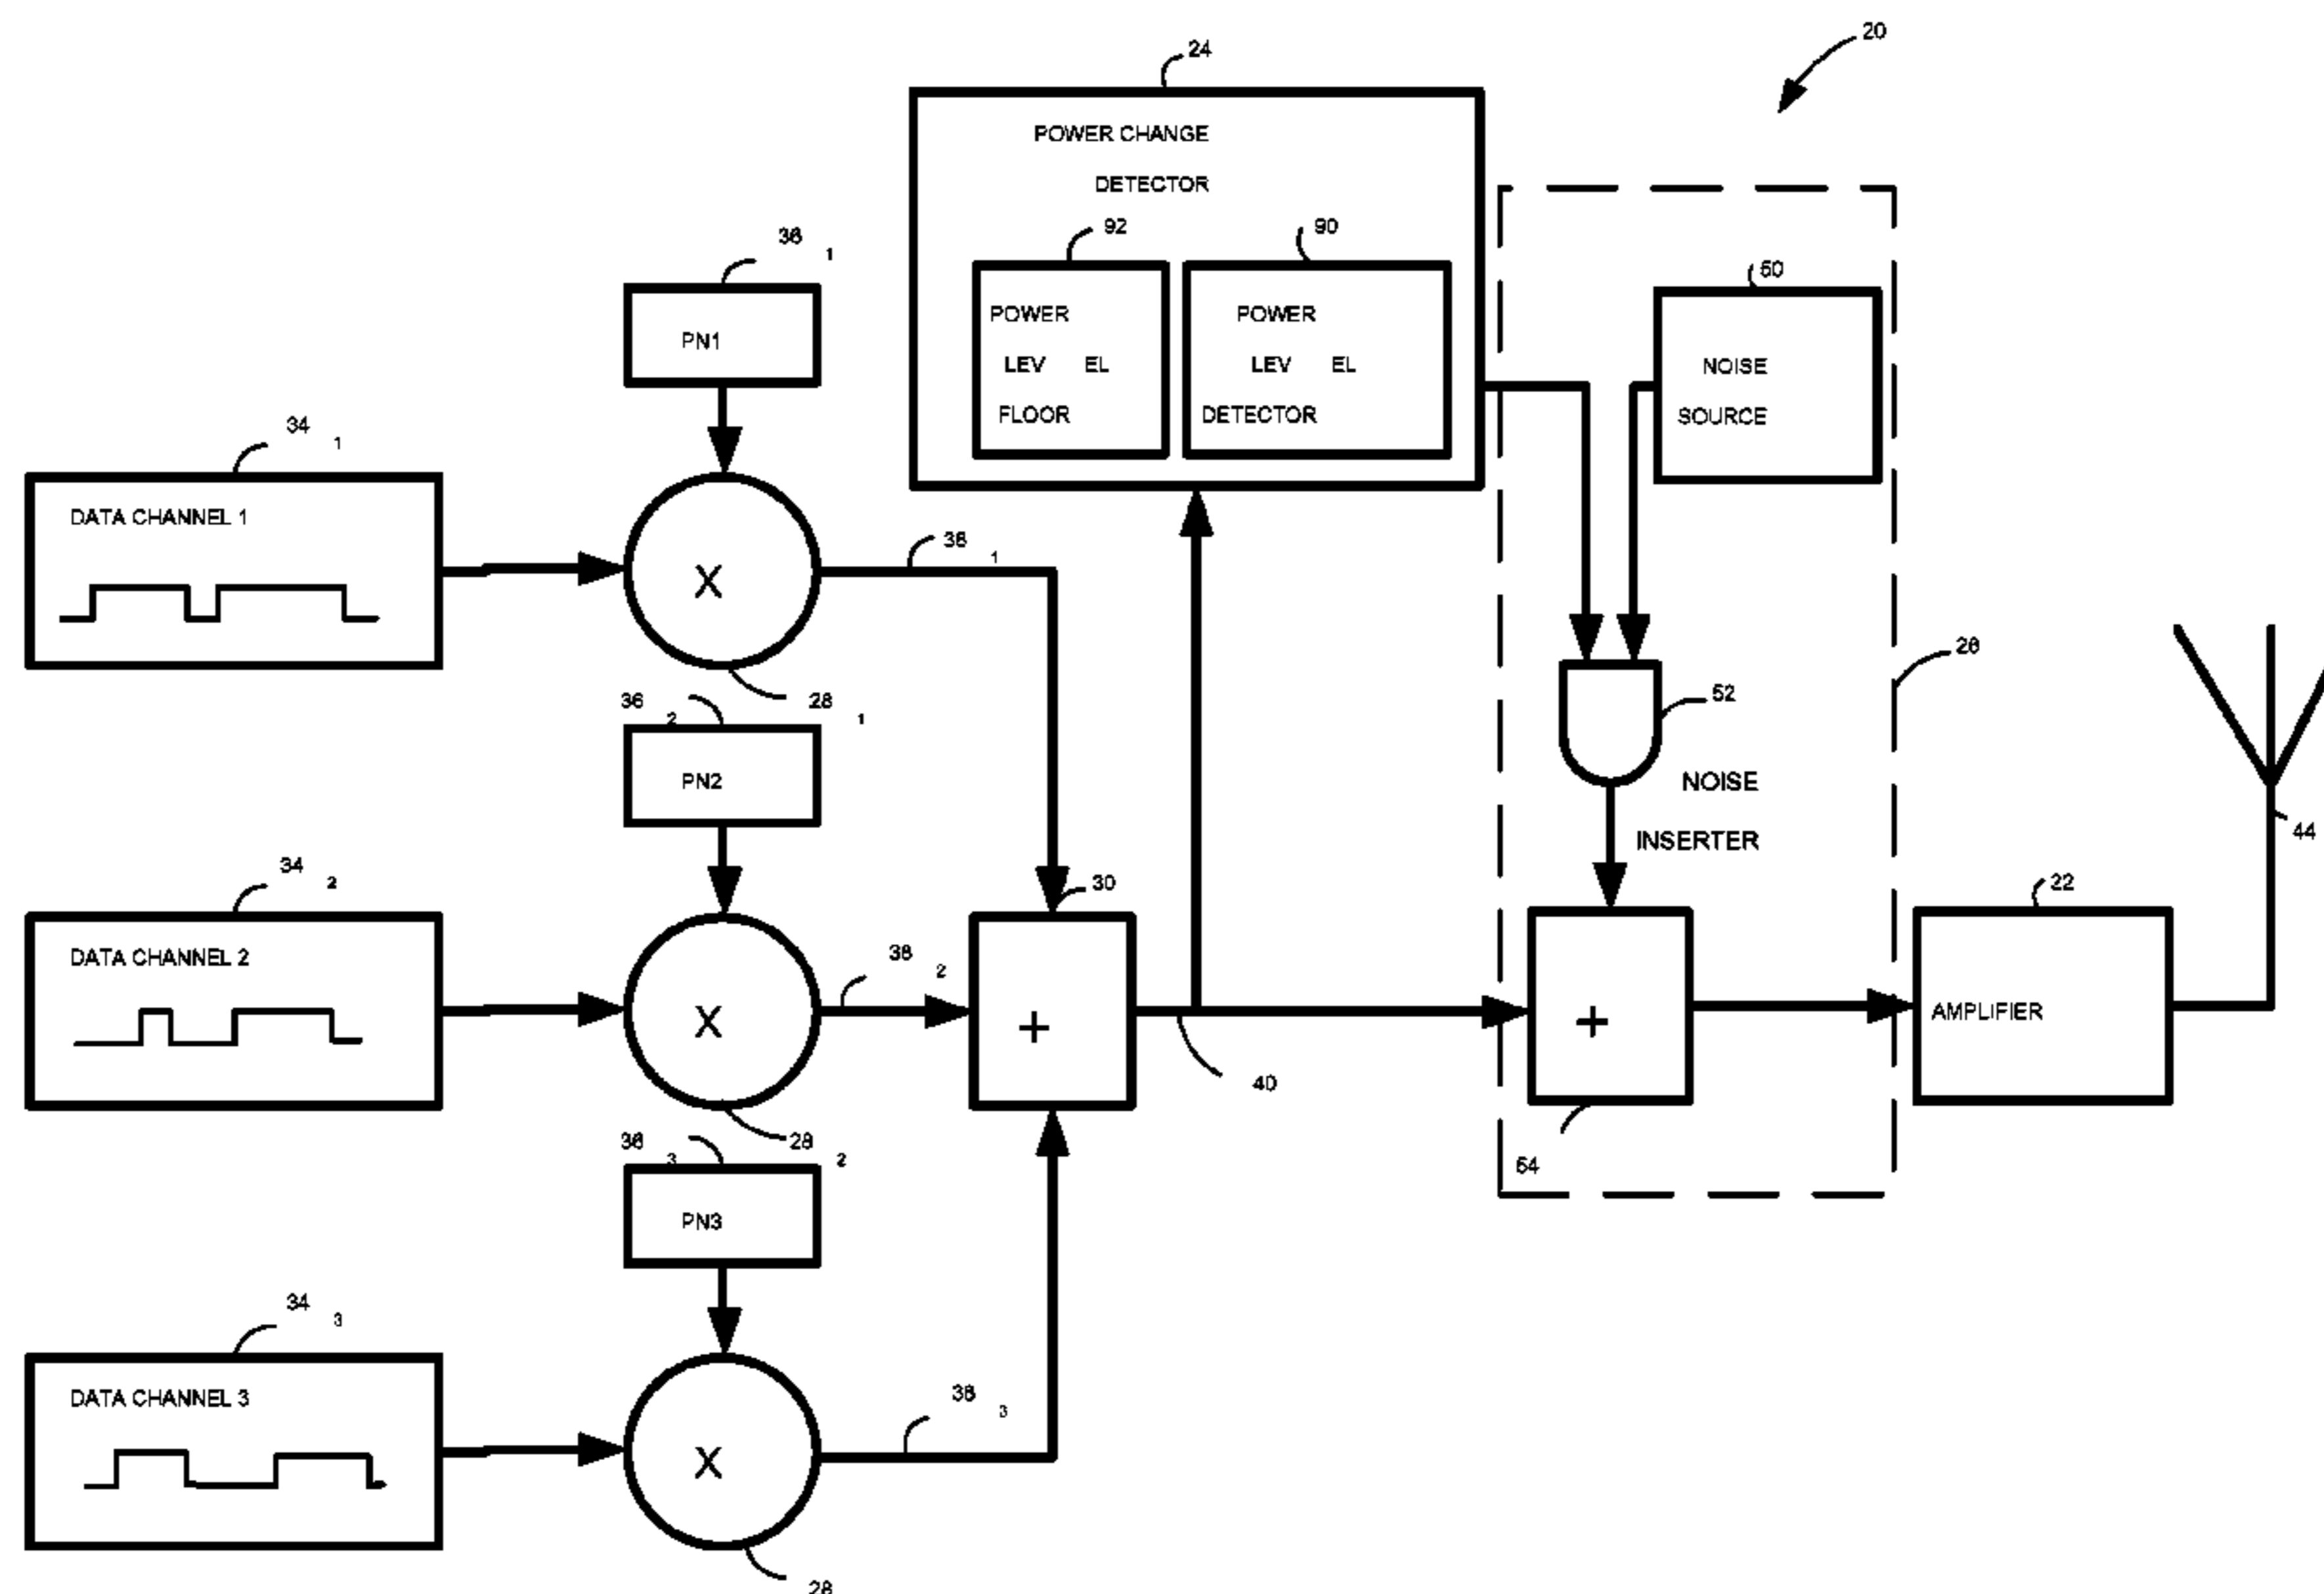 20
24
POWER CHANGE
DETECTOR
92
90
POWER
LEV EL
FLOOR
POWER
LEV EL
DETECTOR
50
NOISE
SOURCE
36 1
PN1
34 1
DATA CHANNEL 1
X
38 1
28 1
36 2
PN2
52
26
NOISE
INSERTER
44
34 2
DATA CHANNEL 2
X
38 2
30
+
40
+
54
22
AMPLIFIER
28 2
36 3
PN3
34 3
DATA CHANNEL 3
X
38 3
28